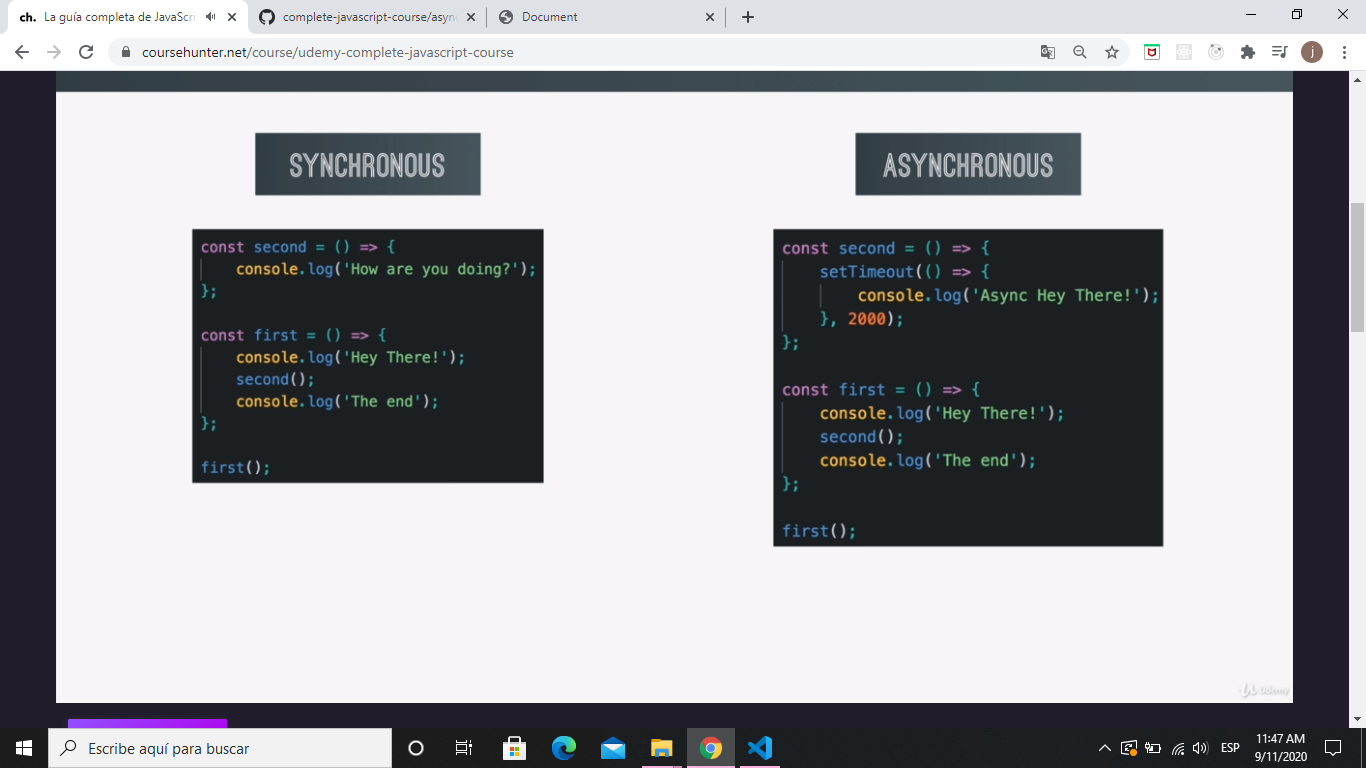 ch. La guía completa de JavaScri
complete-javascript-course/asyn
Document
coursehunter.net/course/udemy-complete-javascript-course
j
SYNCHRONOUS
const second = () => {
console.log('How are you doing?');
};
const first = () => {
console.log('Hey There!');
second();
console.log('The end');
};
first();
ASYNCHRONOUS
const second = () => {
setTimeout(() => {
console.log('Async Hey There!');
}, 2000);
};
const first = () => {
console.log('Hey There!');
second();
console.log('The end');
};
first();
Udemy
Escribe aquí para buscar
ESP
11:47 AM
9/11/2020